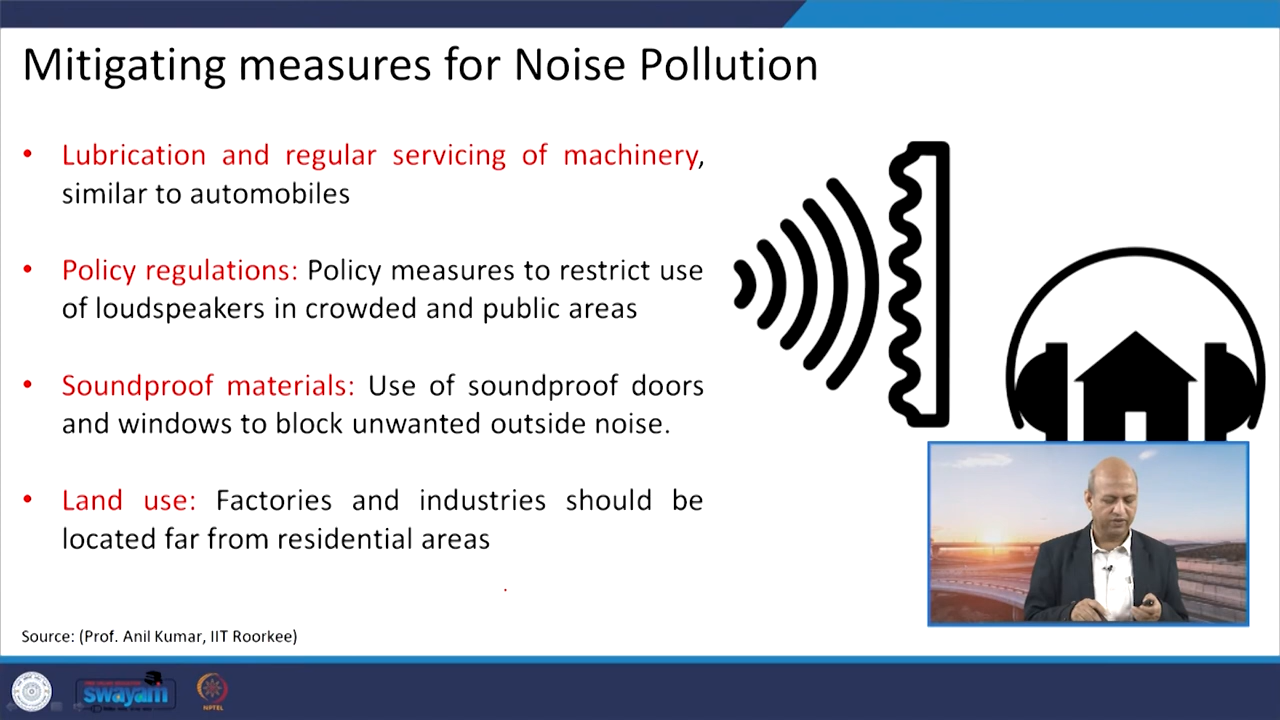 Mitigating measures for Noise Pollution
• Lubrication and regular servicing of machinery,
similar to automobiles
• Policy regulations: Policy measures to restrict use
of loudspeakers in crowded and public areas
• Soundproof materials: Use of soundproof doors
and windows to block unwanted outside noise.
• Land use: Factories and industries should be
located far from residential areas
Source: (Prof. Anil Kumar, IIT Roorkee)
swayam
NPTEL